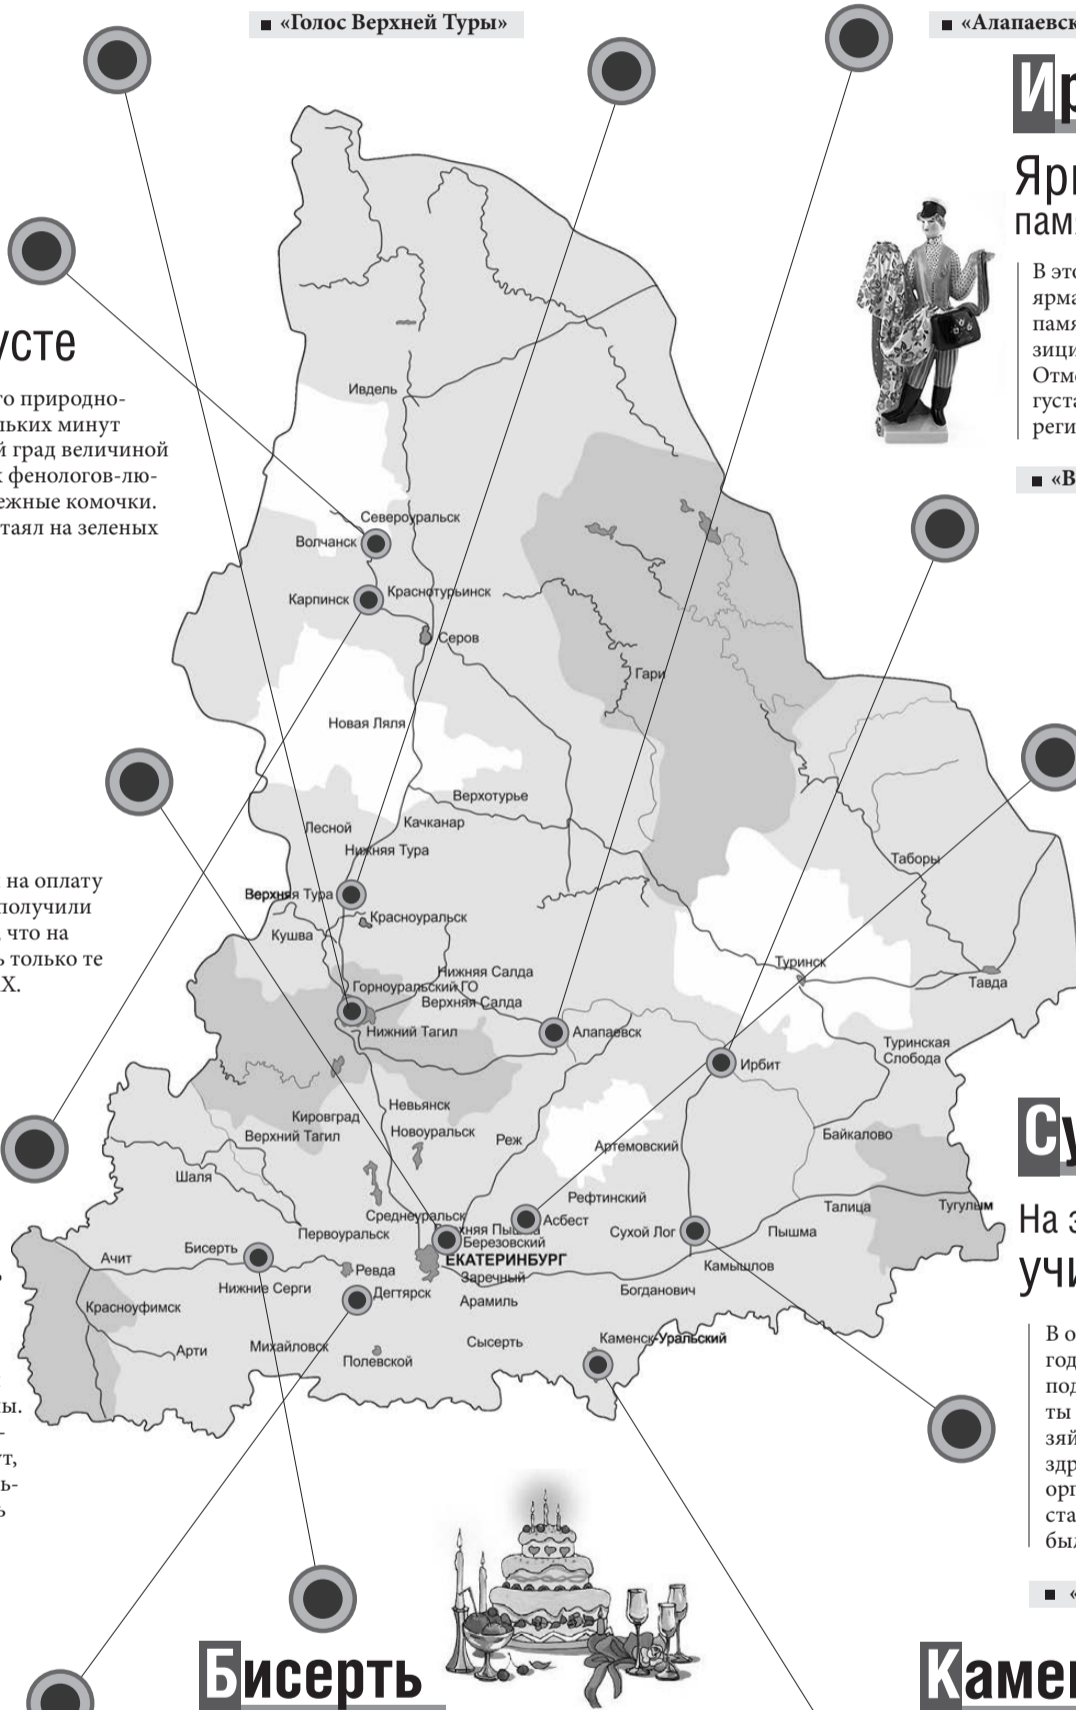 ■ «Голос Верхней Туры»
■ «Алапаевск
Ир
Ярм
пам
В это
ярма
памя
зици
Отме
густа
реги
■ «В
усте
го природно-
льких минут
й град величиной
х фенологов-лю-
ежные комочки.
таял на зеленых
Ивдель
Североуральск
Волчанск
Карпинск
Краснотурьинск
Серов
Гари
Новая Ляля
Верхотурье
Качканар
Лесной
Нижняя Тура
Таборы
на оплату
получили
, что на
ь только те
Х.
Верхняя Тура
Красноуральск
Кушва
Туринск
Тавда
Нижняя Салда
Горноуральский ГО
Верхняя Салда
Нижний Тагил
Алапаевск
Ирбит
Туринская
Слобода
Невьянск
Кировград
Новоуральск
Верхний Тагил
Реж
Артемовский
Байкалово
Шаля
Рефтинский
Талица
Тугулым
Среднеуральск
Асбест
Первоуральск
Верхняя Пышма
Березовский
Сухой Лог
Пышма
Су
На з
учи
Ачит
Бисерть
ЕКАТЕРИНБУРГ
Ревда
Заречный
Камышлов
Нижние Серги
Дегтярск
Арамиль
Богданович
Красноуфимск
Арти
Михайловск
Полевской
Сысерть
Каменск-Уральский
ь
ы.
-
т,
ь-
ь
В о
год
под
ты
зяй
здр
орг
ста
был
■ «
Бисерть
Камен